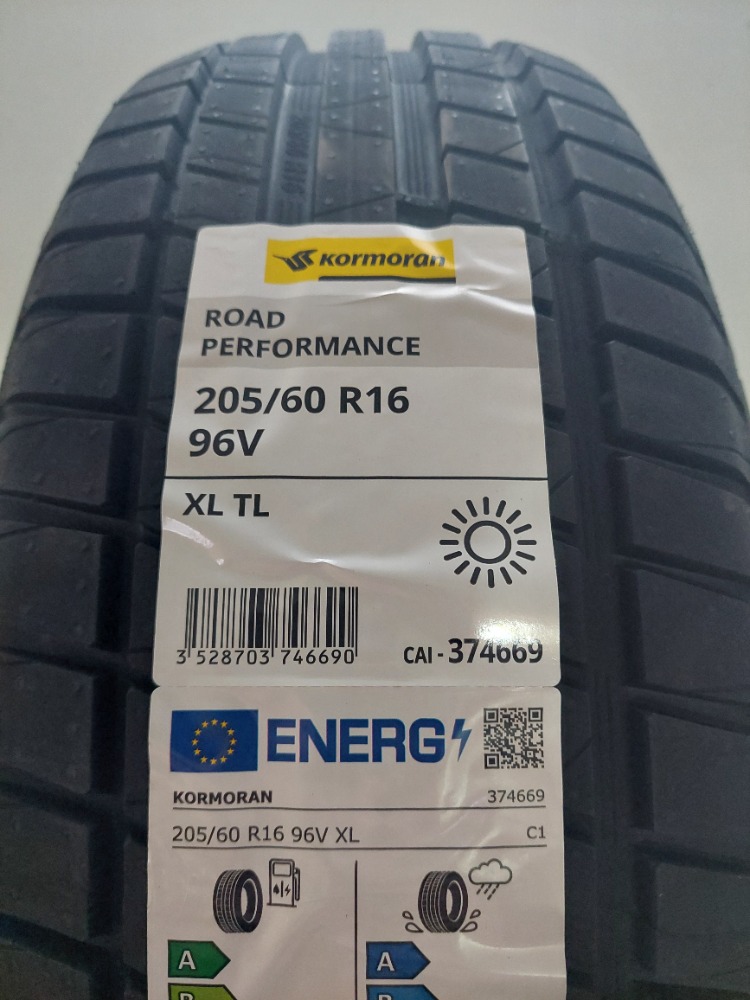 KORMORAN
ROAD
PERFORMANCE
205/60 R16
96V
XL TL
3 528703 746690
CAI - 374669
ENERG
KORMORAN 374669
205/60 R16 96V XL C1
A A